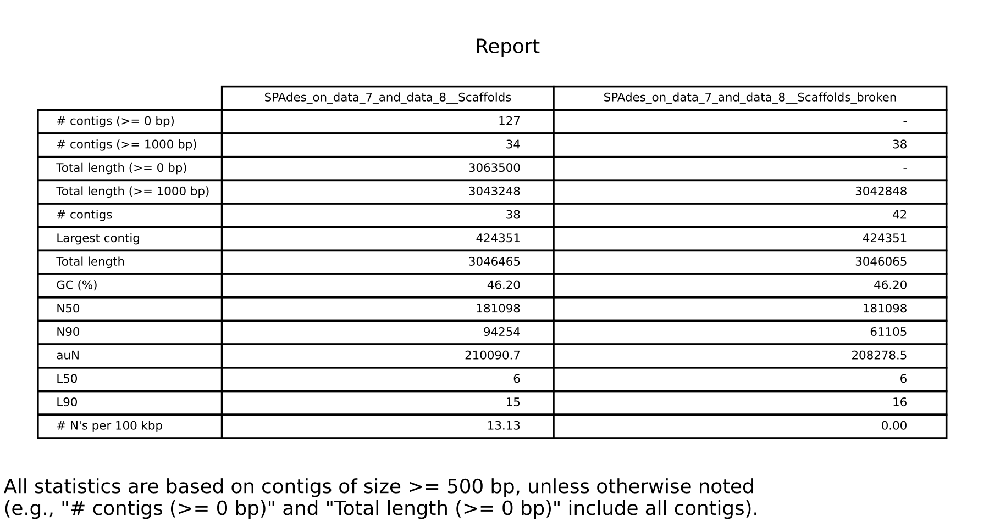 Report
SPAdes_on_data_7_and_data_8__Scaffolds SPAdes_on_data_7_and_data_8__Scaffolds_broken
# contigs (>= 0 bp) 127 -
# contigs (>= 1000 bp) 34 38
Total length (>= 0 bp) 3063500 -
Total length (>= 1000 bp) 3043248 3042848
# contigs 38 42
Largest contig 424351 424351
Total length 3046465 3046065
GC (%) 46.20 46.20
N50 181098 181098
N90 94254 61105
auN 210090.7 208278.5
L50 6 6
L90 15 16
# N's per 100 kbp 13.13 0.00
All statistics are based on contigs of size >= 500 bp, unless otherwise noted
(e.g., "# contigs (>= 0 bp)" and "Total length (>= 0 bp)" include all contigs).